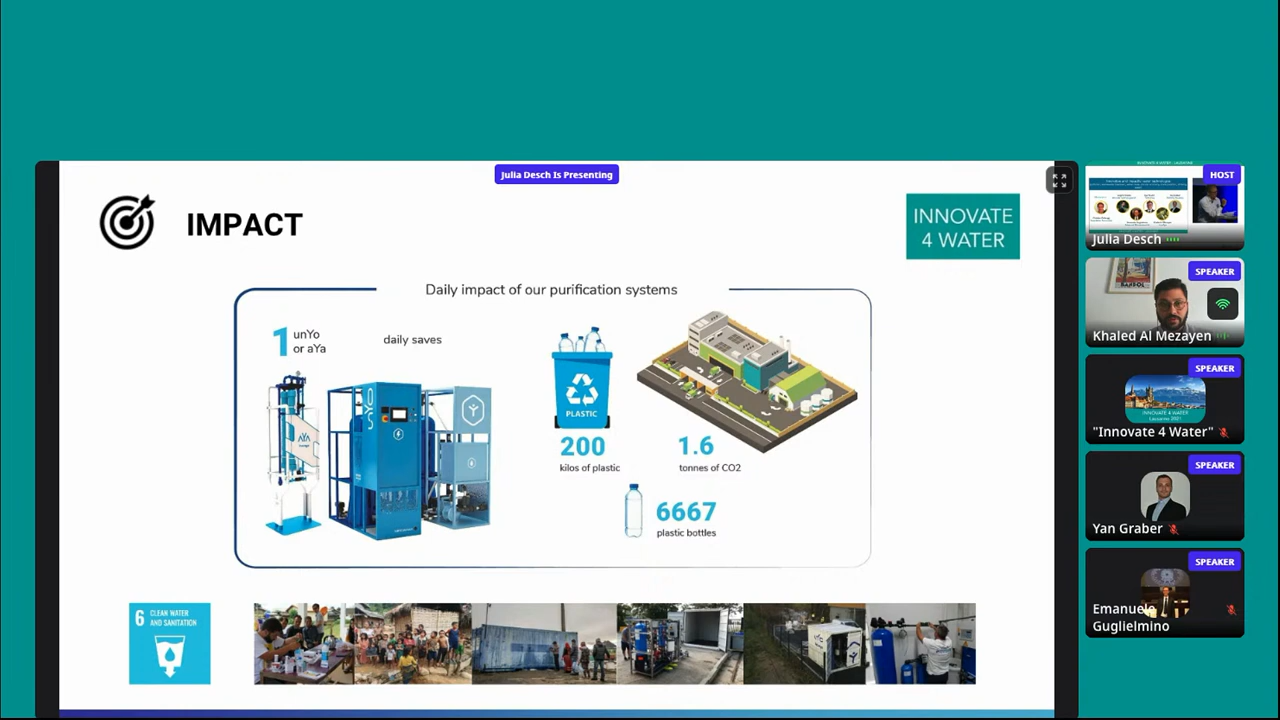 Julia Desch Is Presenting
IMPACT
INNOVATE
4 WATER
Daily impact of our purification systems
1 unYo
or aYa
daily saves
PLASTIC
200
kilos of plastic
1.6
tonnes of CO2
6667
plastic bottles
6 CLEAN WATER
AND SANITATION
HOST
Julia Desch
SPEAKER
Khaled Al Mezayen
SPEAKER
INNOVATE 4 WATER
Lausanne 2021
"Innovate 4 Water"
SPEAKER
Yan Graber
SPEAKER
Emanuele
Guglielmino